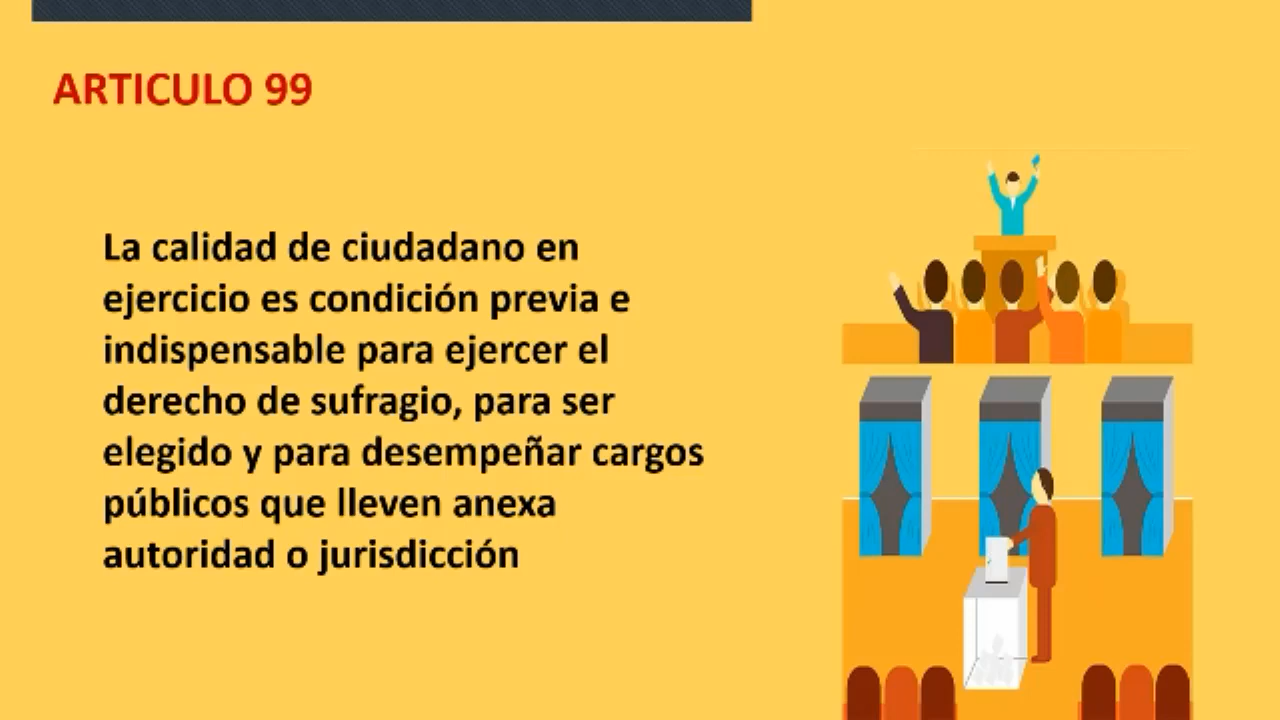 ARTICULO 99
La calidad de ciudadano en
ejercicio es condición previa e
indispensable para ejercer el
derecho de sufragio, para ser
elegido y para desempeñar cargos
públicos que lleven anexa
autoridad o jurisdicción